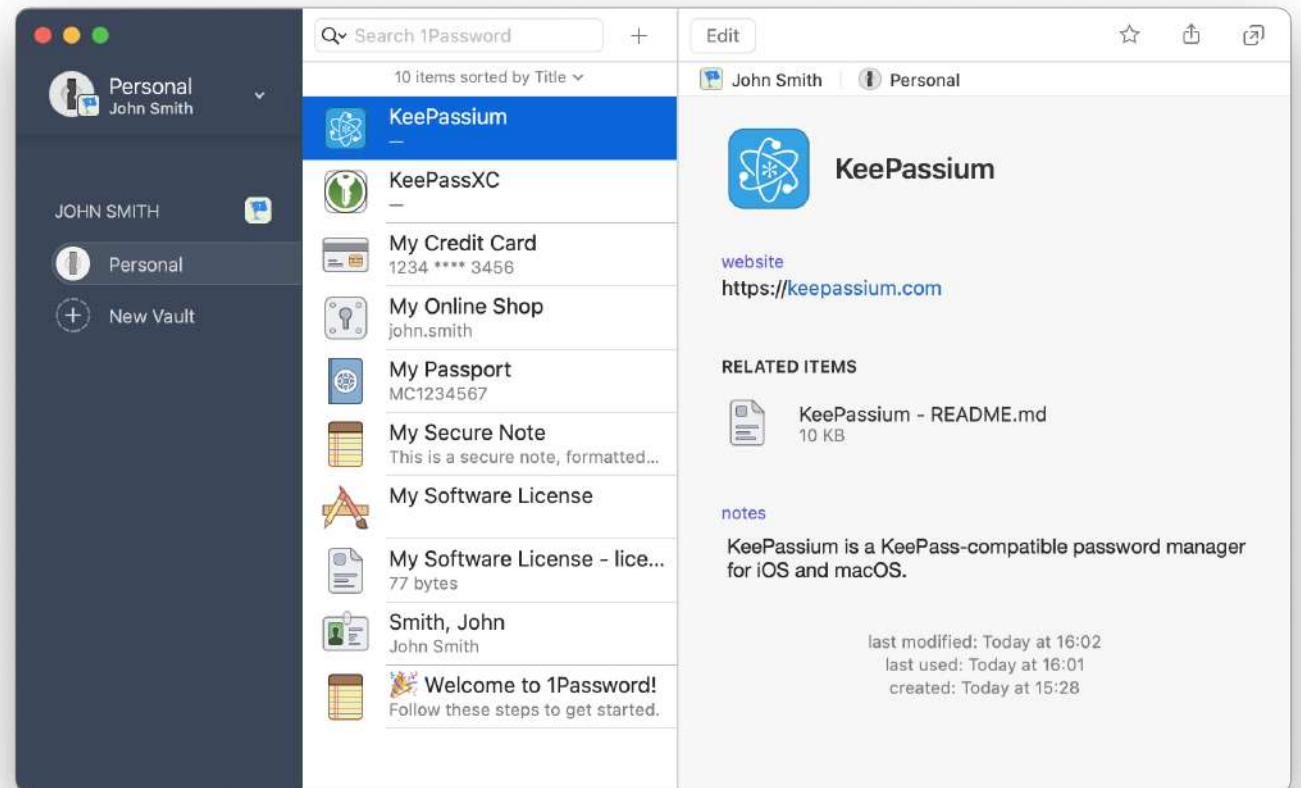 Personal
John Smith
JOHN SMITH
Personal
New Vault
Search 1Password
10 items sorted by Title
KeePassium
—
KeePassXC
—
My Credit Card
1234 **** 3456
My Online Shop
john.smith
My Passport
MC1234567
My Secure Note
This is a secure note, formatted...
My Software License
My Software License - lice...
77 bytes
Smith, John
John Smith
🎉 Welcome to 1Password!
Follow these steps to get started.
Edit
John Smith
Personal
KeePassium
website
https://keepassium.com
RELATED ITEMS
KeePassium - README.md
10 KB
notes
KeePassium is a KeePass-compatible password manager
for iOS and macOS.
last modified: Today at 16:02
last used: Today at 16:01
created: Today at 15:28